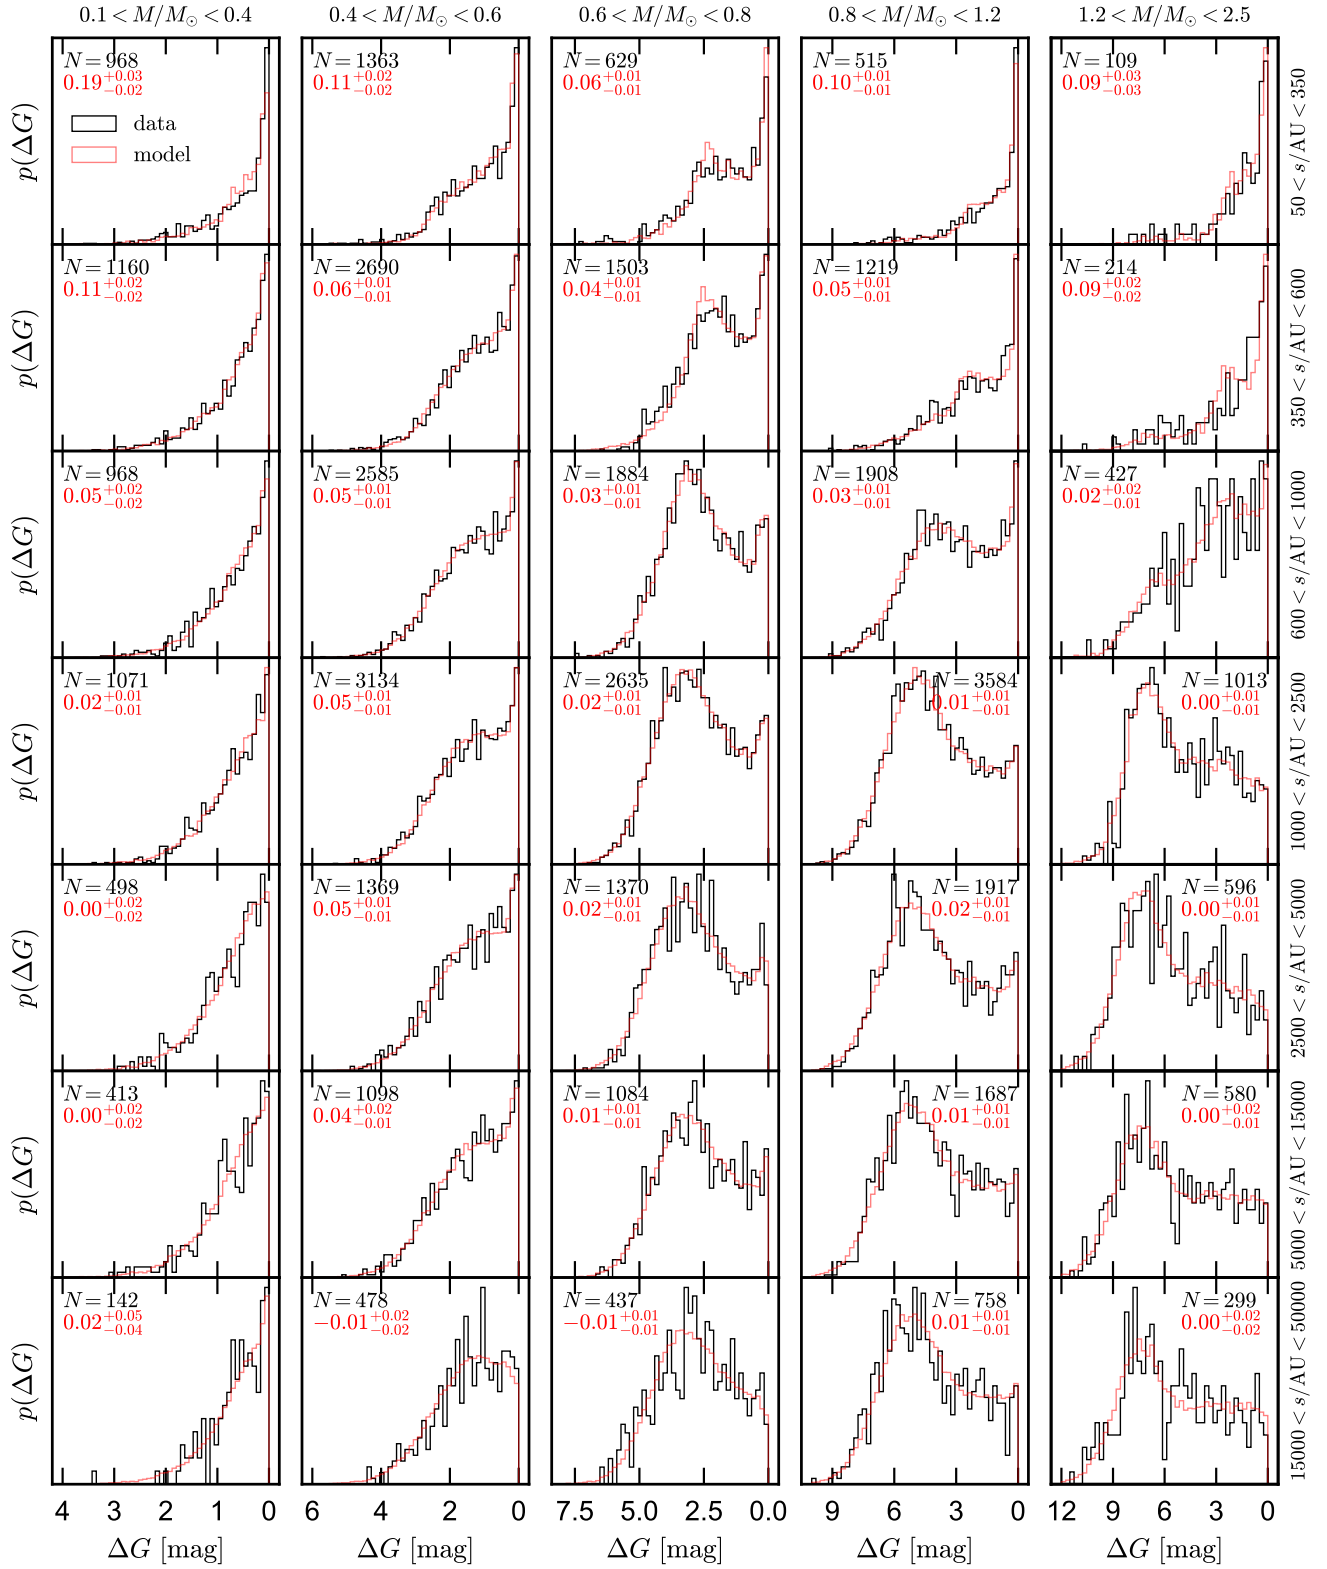 0.1 < M/M⊙ < 0.4
0.4 < M/M⊙ < 0.6
0.6 < M/M⊙ < 0.8
0.8 < M/M⊙ < 1.2
1.2 < M/M⊙ < 2.5
p(ΔG)
N = 968
0.19 +0.03 −0.02
data
model
N = 1363
0.11 +0.02 −0.02
N = 629
0.06 +0.01 −0.01
N = 515
0.10 +0.01 −0.01
N = 109
0.09 +0.03 −0.03
50 < s/AU < 350
p(ΔG)
N = 1160
0.11 +0.02 −0.02
N = 2690
0.06 +0.01 −0.01
N = 1503
0.04 +0.01 −0.01
N = 1219
0.05 +0.01 −0.01
N = 214
0.09 +0.02 −0.02
350 < s/AU < 600
p(ΔG)
N = 968
0.05 +0.02 −0.02
N = 2585
0.05 +0.01 −0.01
N = 1884
0.03 +0.01 −0.01
N = 1908
0.03 +0.01 −0.01
N = 427
0.02 +0.02 −0.01
600 < s/AU < 1000
p(ΔG)
N = 1071
0.02 +0.01 −0.01
N = 3134
0.05 +0.01 −0.01
N = 2635
0.02 +0.01 −0.01
N = 3584
0.01 +0.01 −0.01
N = 1013
0.00 +0.01 −0.01
1000 < s/AU < 2500
p(ΔG)
N = 498
0.00 +0.02 −0.02
N = 1369
0.05 +0.01 −0.01
N = 1370
0.02 +0.01 −0.01
N = 1917
0.02 +0.01 −0.01
N = 596
0.00 +0.01 −0.01
2500 < s/AU < 5000
p(ΔG)
N = 413
0.00 +0.02 −0.02
N = 1098
0.04 +0.02 −0.01
N = 1084
0.01 +0.01 −0.01
N = 1687
0.01 +0.01 −0.01
N = 580
0.00 +0.02 −0.01
5000 < s/AU < 15000
p(ΔG)
N = 142
0.02 +0.05 −0.04
N = 478
−0.01 +0.02 −0.02
N = 437
−0.01 +0.01 −0.01
N = 758
0.01 +0.01 −0.01
N = 299
0.00 +0.02 −0.02
15000 < s/AU < 50000
4 3 2 1 0
6 4 2 0
7.5 5.0 2.5 0.0
9 6 3 0
12 9 6 3 0
ΔG [mag]
ΔG [mag]
ΔG [mag]
ΔG [mag]
ΔG [mag]